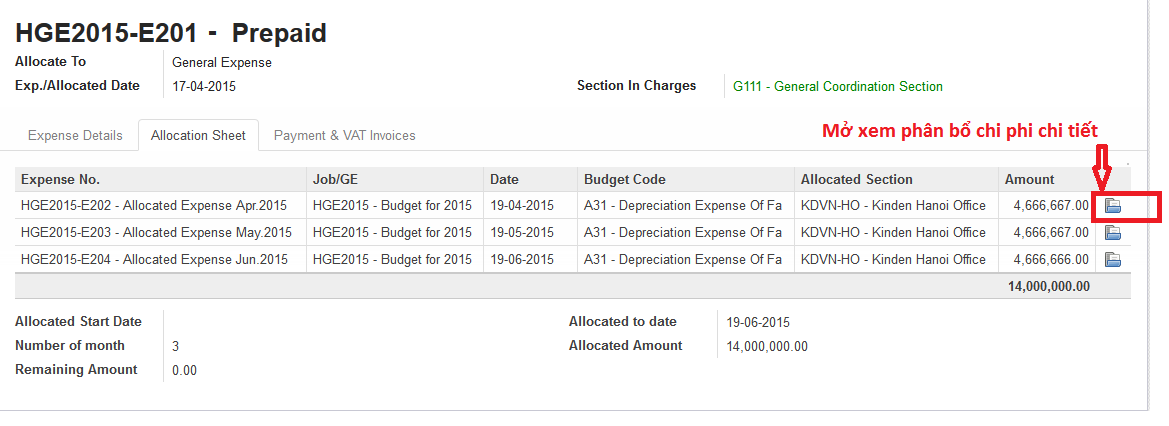 HGE2015-E201 - Prepaid
Allocate To General Expense
Exp./Allocated Date 17-04-2015 Section In Charges G111 - General Coordination Section
Expense Details Allocation Sheet Payment & VAT Invoices
Mở xem phân bổ chi phi chi tiết
Expense No. Job/GE Date Budget Code Allocated Section Amount
HGE2015-E202 - Allocated Expense Apr.2015 HGE2015 - Budget for 2015 19-04-2015 A31 - Depreciation Expense Of Fa KDVN-HO - Kinden Hanoi Office 4,666,667.00
HGE2015-E203 - Allocated Expense May.2015 HGE2015 - Budget for 2015 19-05-2015 A31 - Depreciation Expense Of Fa KDVN-HO - Kinden Hanoi Office 4,666,667.00
HGE2015-E204 - Allocated Expense Jun.2015 HGE2015 - Budget for 2015 19-06-2015 A31 - Depreciation Expense Of Fa KDVN-HO - Kinden Hanoi Office 4,666,666.00
14,000,000.00
Allocated Start Date Allocated to date 19-06-2015
Number of month 3 Allocated Amount 14,000,000.00
Remaining Amount 0.00